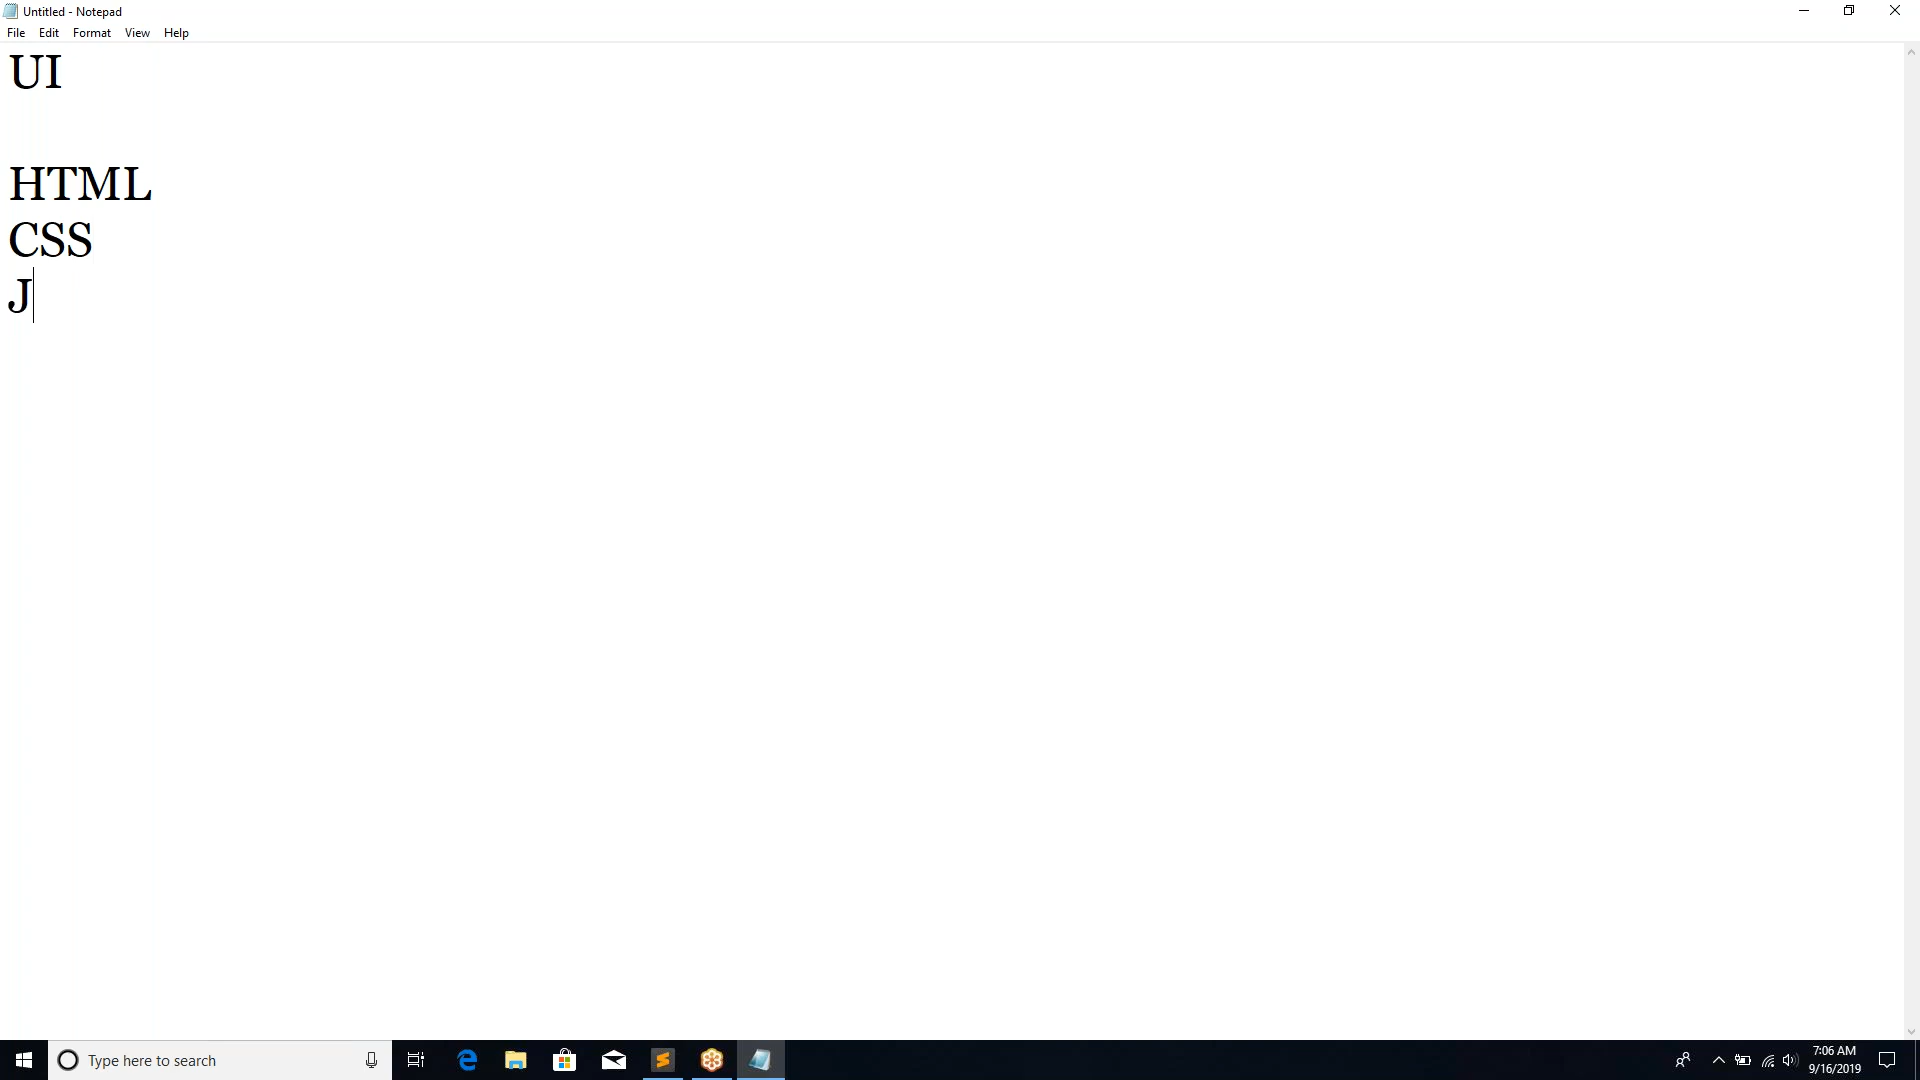 Untitled - Notepad
File Edit Format View Help
UI
HTML
CSS
J
Type here to search
7:06 AM
9/16/2019